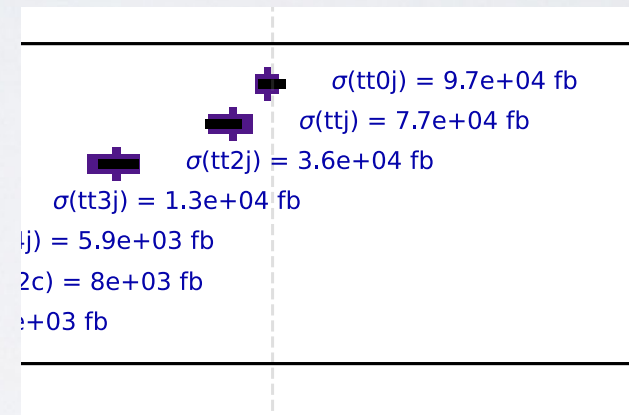 σ(tt0j) = 9.7e+04 fb
σ(ttj) = 7.7e+04 fb
σ(tt2j) = 3.6e+04 fb
σ(tt3j) = 1.3e+04 fb
j) = 5.9e+03 fb
2c) = 8e+03 fb
e+03 fb